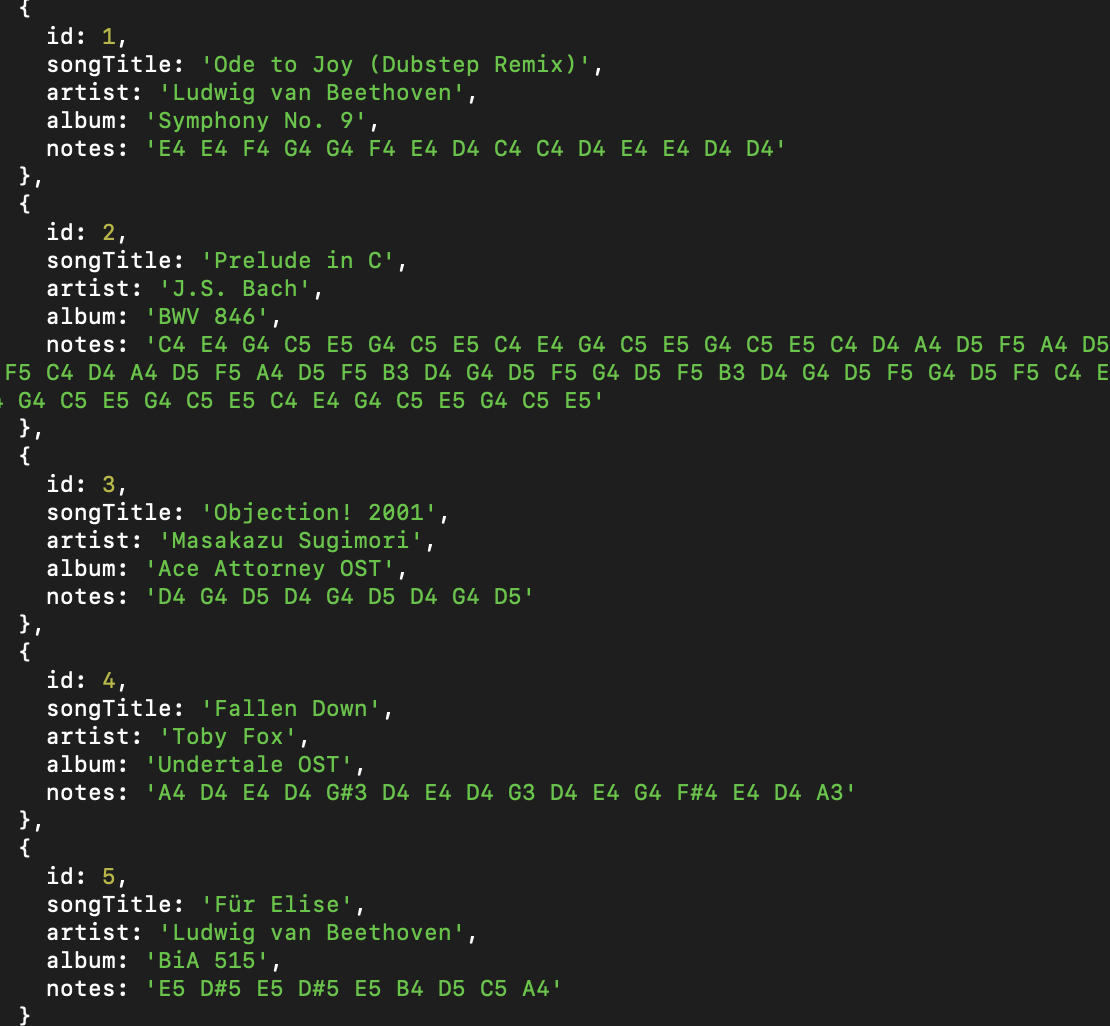 {
id: 1,
songTitle: 'Ode to Joy (Dubstep Remix)',
artist: 'Ludwig van Beethoven',
album: 'Symphony No. 9',
notes: 'E4 E4 F4 G4 G4 F4 E4 D4 C4 C4 D4 E4 E4 D4 D4'
},
{
id: 2,
songTitle: 'Prelude in C',
artist: 'J.S. Bach',
album: 'BWV 846',
notes: 'C4 E4 G4 C5 E5 G4 C5 E5 C4 E4 G4 C5 E5 G4 C5 E5 C4 D4 A4 D5 F5 A4 D5
F5 C4 D4 A4 D5 F5 A4 D5 F5 B3 D4 G4 D5 F5 G4 D5 F5 B3 D4 G4 D5 F5 G4 D5 F5 C4 E
4 G4 C5 E5 G4 C5 E5 C4 E4 G4 C5 E5 G4 C5 E5'
},
{
id: 3,
songTitle: 'Objection! 2001',
artist: 'Masakazu Sugimori',
album: 'Ace Attorney OST',
notes: 'D4 G4 D5 D4 G4 D5 D4 G4 D5'
},
{
id: 4,
songTitle: 'Fallen Down',
artist: 'Toby Fox',
album: 'Undertale OST',
notes: 'A4 D4 E4 D4 G#3 D4 E4 D4 G3 D4 E4 G4 F#4 E4 D4 A3'
},
{
id: 5,
songTitle: 'Für Elise',
artist: 'Ludwig van Beethoven',
album: 'BiA 515',
notes: 'E5 D#5 E5 D#5 E5 B4 D5 C5 A4'
}